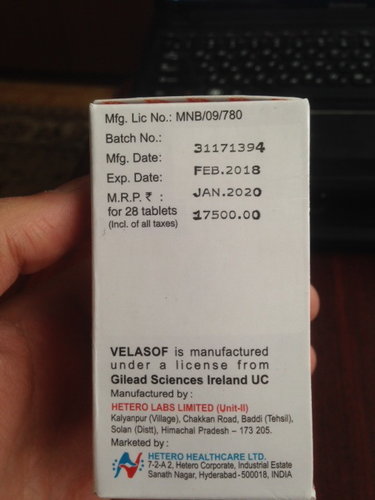 Mfg. Lic No.: MNB/09/780
Batch No.: 31171394
Mfg. Date: FEB.2018
Exp. Date: JAN.2020
M.R.P. ₹ : 17500.00
for 28 tablets
(Incl. of all taxes)
VELASOF is manufactured
under a license from
Gilead Sciences Ireland UC
Manufactured by :
HETERO LABS LIMITED (Unit-II)
Kalyanpur (Village), Chakkan Road, Baddi (Tehsil),
Solan (Distt), Himachal Pradesh – 173 205.
Marketed by :
HETERO HEALTHCARE LTD.
7-2-A 2, Hetero Corporate, Industrial Estate
Sanath Nagar, Hyderabad -500018, INDIA